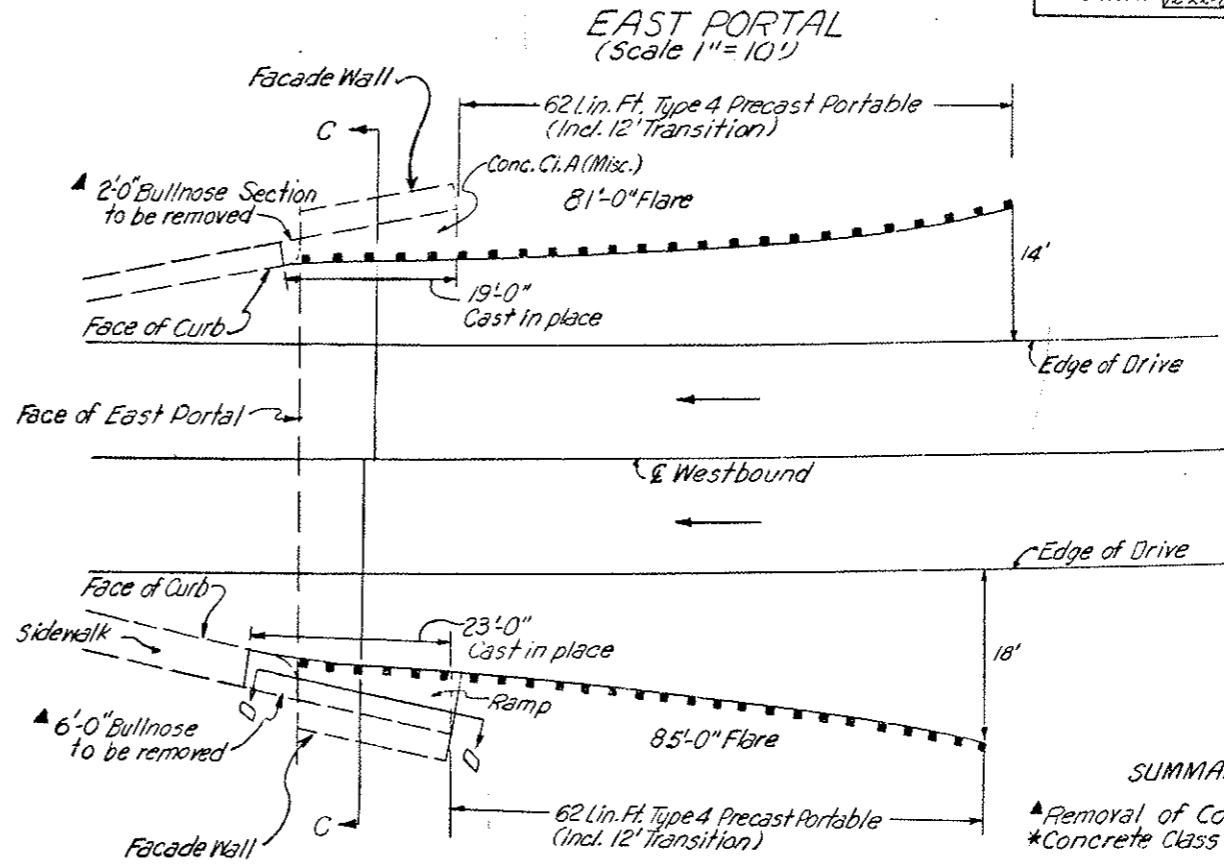 EAST PORTAL
(Scale 1"=10')
Facade Wall
62 Lin. Ft. Type 4 Precast Portable
(Incl. 12' Transition)
C
Conc. Cl. A (Misc.)
▲ 2'-0" Bullnose Section
to be removed
81'-0" Flare
14'
19'-0"
Cast in place
Face of Curb
Edge of Drive
Face of East Portal
℄ Westbound
Edge of Drive
Face of Curb
Sidewalk
23'-0"
Cast in place
18'
Ramp
D
D
▲ 6'-0" Bullnose
to be removed
85'-0" Flare
C
62 Lin. Ft. Type 4 Precast Portable
(Incl. 12' Transition)
Facade Wall
SUMMA
▲ Removal of Co
*Concrete Class